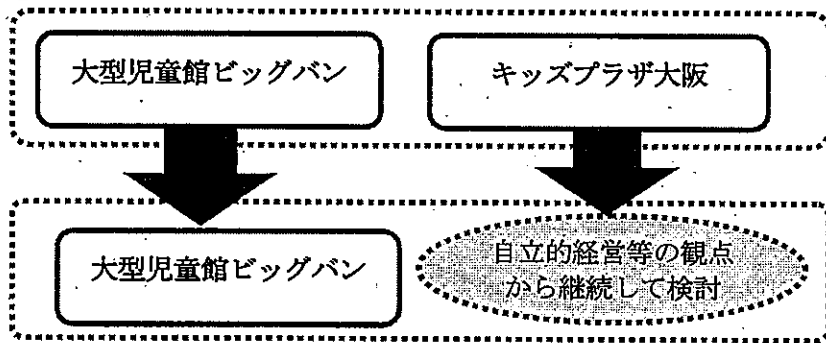 大型児童館ビッグバン
キッズプラザ大阪
大型児童館ビッグバン
自立的経営等の観点
から継続して検討